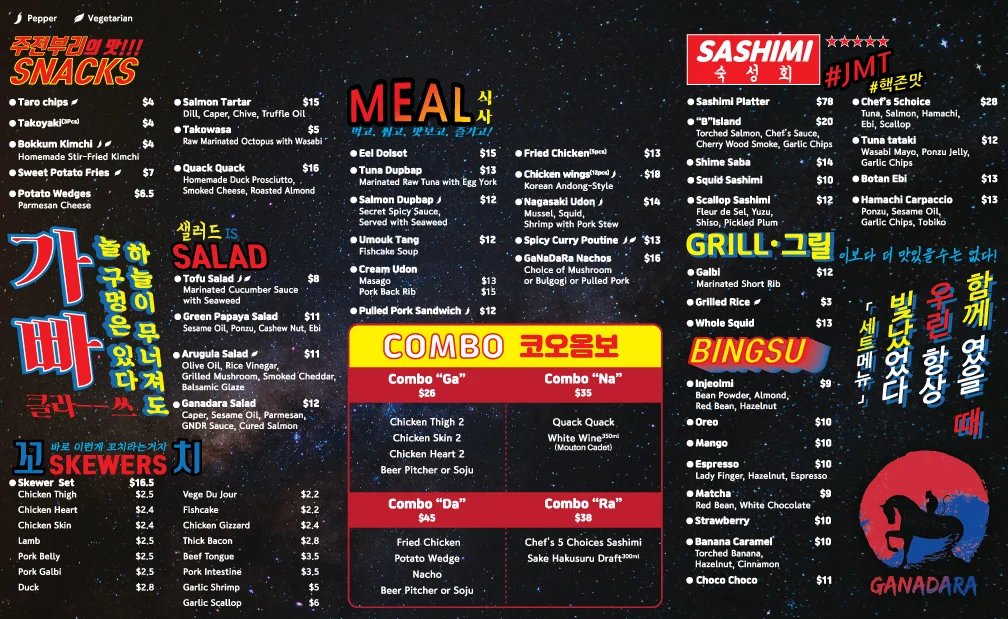 Pepper Vegetarian
주전부리의 맛!!!
SNACKS
Taro chips $4
Takoyaki(3Pcs) $4
Bokkum Kimchi $4
Homemade Stir-Fried Kimchi
Sweet Potato Fries $7
Potato Wedges $6.5
Parmesan Cheese
Salmon Tartar $15
Dill, Caper, Chive, Truffle Oil
Takowasa $5
Raw Marinated Octopus with Wasabi
Quack Quack $16
Homemade Duck Prosciutto,
Smoked Cheese, Roasted Almond
가
빠
하늘이 무너져도
놀 구멍은 있다
클라---쓰
샐러드 IS
SALAD
Tofu Salad $8
Marinated Cucumber Sauce
with Seaweed
Green Papaya Salad $11
Sesame Oil, Ponzu, Cashew Nut, Ebi
Arugula Salad $11
Olive Oil, Rice Vinegar,
Grilled Mushroom, Smoked Cheddar,
Balsamic Glaze
Ganadara Salad $12
Caper, Sesame Oil, Parmesan,
GNDR Sauce, Cured Salmon
바로 이런게 꼬치라는거지
꼬 SKEWERS 치
Skewer Set $16.5
Chicken Thigh $2,5
Chicken Heart $2.4
Chicken Skin $2.4
Lamb $2,5
Pork Belly $2,5
Pork Galbi $2,5
Duck $2,8
Vege Du Jour $2,2
Fishcake $2,2
Chicken Gizzard $2.4
Thick Bacon $2.8
Beef Tongue $3,5
Pork Intestine $3,5
Garlic Shrimp $5
Garlic Scallop $6
MEAL 식사
먹고, 씹고, 맛보고, 즐기고!
Eel Dolsot $15
Tuna Dupbap $13
Marinated Raw Tuna with Egg York
Salmon Dupbap $12
Secret Spicy Sauce,
Served with Seaweed
Umouk Tang $12
Fishcake Soup
Cream Udon
Masago $13
Pork Back Rib $15
Pulled Pork Sandwich $12
Fried Chicken(5pcs) $13
Chicken wings(12pcs) $18
Korean Andong-Style
Nagasaki Udon $14
Mussel, Squid,
Shrimp with Pork Stew
Spicy Curry Poutine $13
GaNaDaRa Nachos $16
Choice of Mushroom
or Bulgogi or Pulled Pork
COMBO 코오옴보
Combo “Ga”
$26
Chicken Thigh 2
Chicken Skin 2
Chicken Heart 2
Beer Pitcher or Soju
Combo “Na”
$35
Quack Quack
White Wine350ml
(Mouton Cadet)
Combo “Da”
$45
Fried Chicken
Potato Wedge
Nacho
Beer Pitcher or Soju
Combo “Ra”
$38
Chef's 5 Choices Sashimi
Sake Hakusuru Draft300ml
SASHIMI
숙성회
#JMT
#핵존맛
Sashimi Platter $78
“B”Island $20
Torched Salmon, Chef's Sauce,
Cherry Wood Smoke, Garlic Chips
Shime Saba $14
Squid Sashimi $10
Scallop Sashimi $12
Fleur de Sel, Yuzu,
Shiso, Pickled Plum
Chef's Schoice $28
Tuna, Salmon, Hamachi,
Ebi, Scallop
Tuna tataki $12
Wasabi Mayo, Ponzu Jelly,
Garlic Chips
Botan Ebi $13
Hamachi Carpaccio $13
Ponzu, Sesame Oil,
Garlic Chips, Tobiko
GRILL·그릴
이보다 더 맛있을수는 없다!
Galbi $12
Marinated Short Rib
Grilled Rice $3
Whole Squid $13
BINGSU
Injeolmi $9
Bean Powder, Almond,
Red Bean, Hazelnut
Oreo $10
Mango $10
Espresso $10
Lady Finger, Hazelnut, Espresso
Matcha $9
Red Bean, White Chocolate
Strawberry $10
Banana Caramel $10
Torched Banana,
Hazelnut, Cinnamon
Choco Choco $11
함께 였을 때
우린 항상
빛났었다
「세트메뉴」
GANADARA